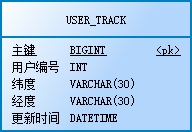 USER_TRACK
主键 BIGINT <pk>
用户编号 INT
纬度 VARCHAR(30)
经度 VARCHAR(30)
更新时间 DATETIME